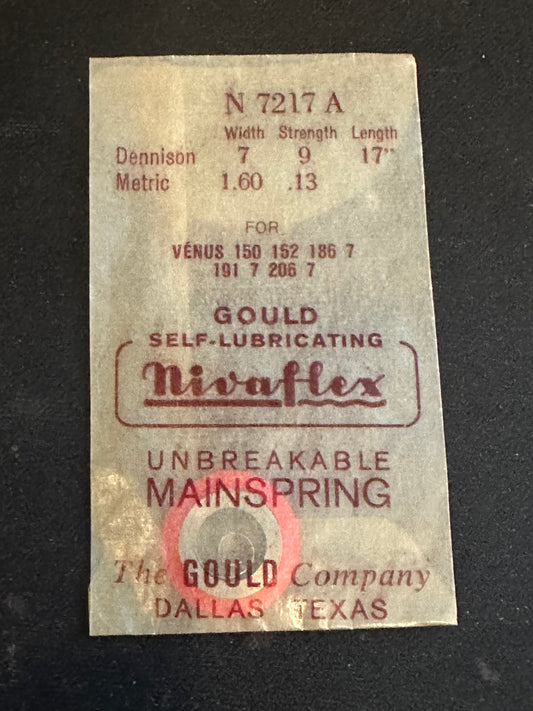 N 7217 A
Width Strength Length
Dennison 7 9 17"
Metric 1.60 .13
FOR
VÉNUS 150 152 186 7
191 7 206 7
GOULD
SELF-LUBRICATING
Nivaflex
UNBREAKABLE
MAINSPRING
The GOULD Company
DALLAS TEXAS